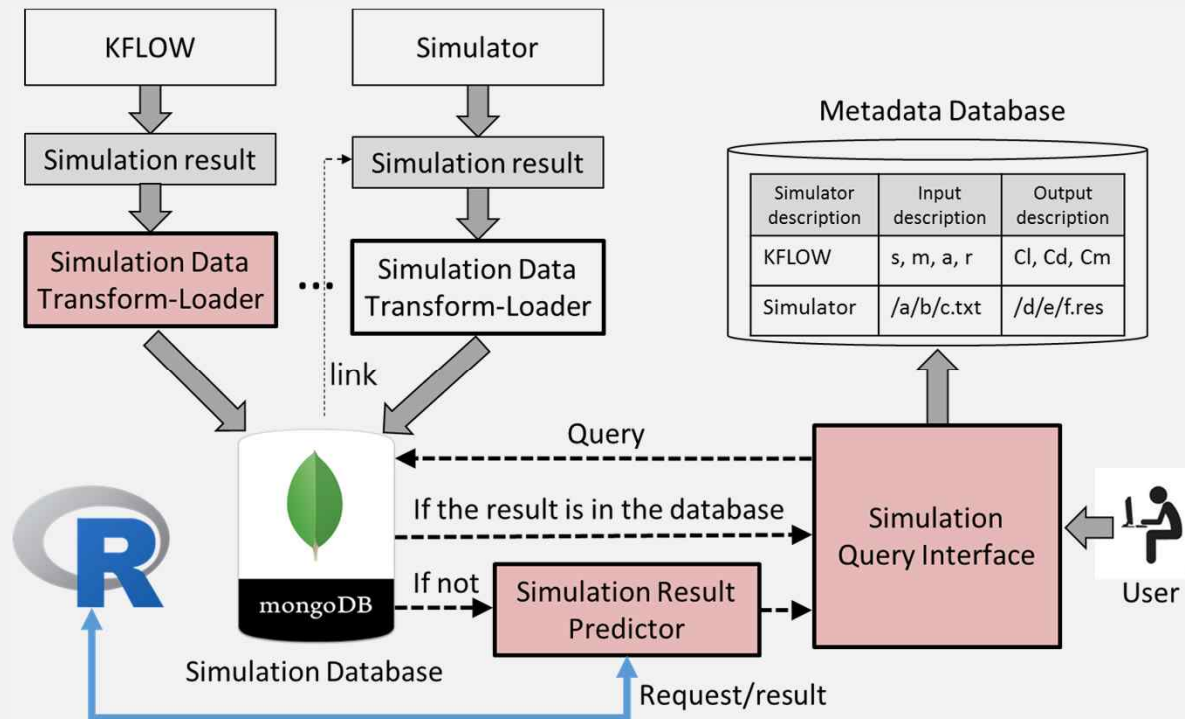 KFLOW
Simulator
Simulation result
Simulation result
Simulation Data
Transform-Loader
...
Simulation Data
Transform-Loader
link
Metadata Database
Simulator
description
Input
description
Output
description
KFLOW
s, m, a, r
Cl, Cd, Cm
Simulator
/a/b/c.txt
/d/e/f.res
Query
If the result is in the database
If not
Simulation Result
Predictor
Simulation
Query Interface
User
R
mongoDB
Simulation Database
Request/result